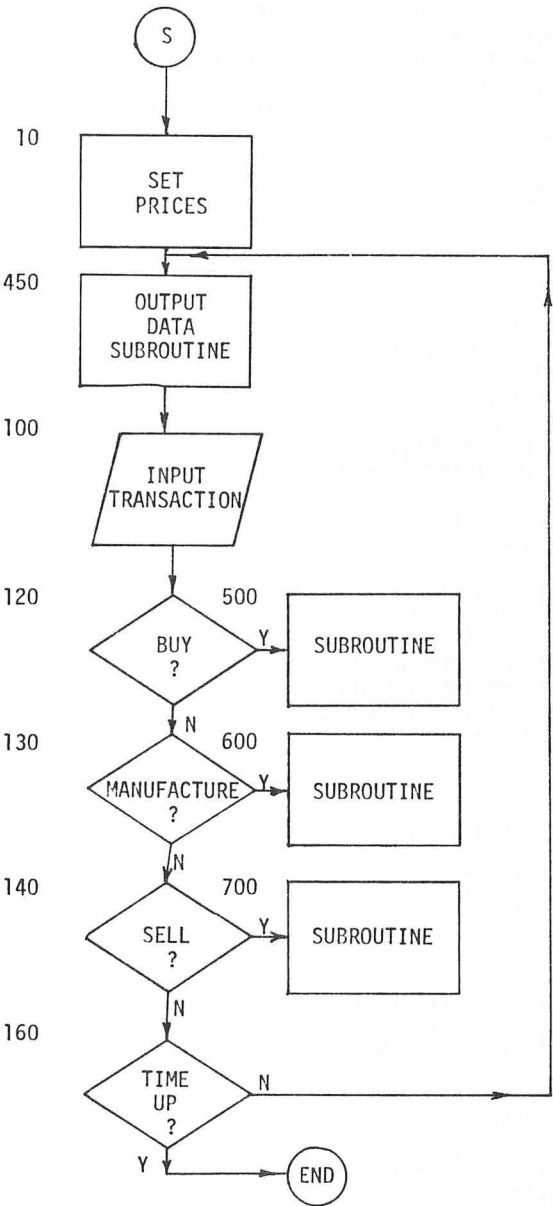 S
10
SET
PRICES
450
OUTPUT
DATA
SUBROUTINE
100
INPUT
TRANSACTION
120
BUY
?
Y
500
SUBROUTINE
N
130
MANUFACTURE
?
Y
600
SUBROUTINE
N
140
SELL
?
Y
700
SUBROUTINE
N
160
TIME
UP
?
N
Y
END